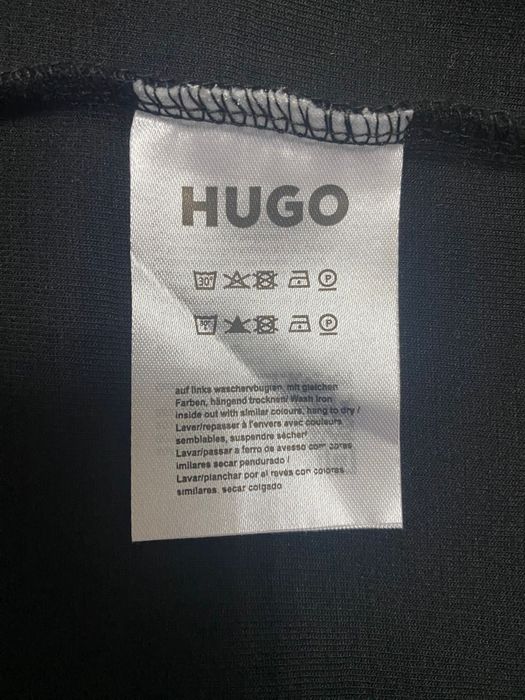 HUGO
30° P
P
auf links waschen/bugten, mit gleichen
Farben, hängend trocknen/ Wash Iron
inside out with similar colours, hang to dry /
Laver/repasser à l'envers avec couleurs
semblables, suspendre sécher/
Lavar/passar a ferro de avesso com cores
imilares secar pendurado /
Lavar/planchar por el revés con colores
similares, secar colgado